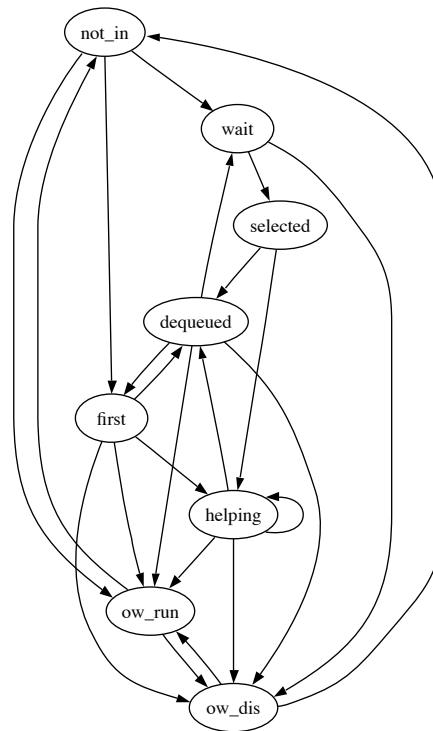 not_in
wait
selected
dequeued
first
helping
ow_run
ow_dis